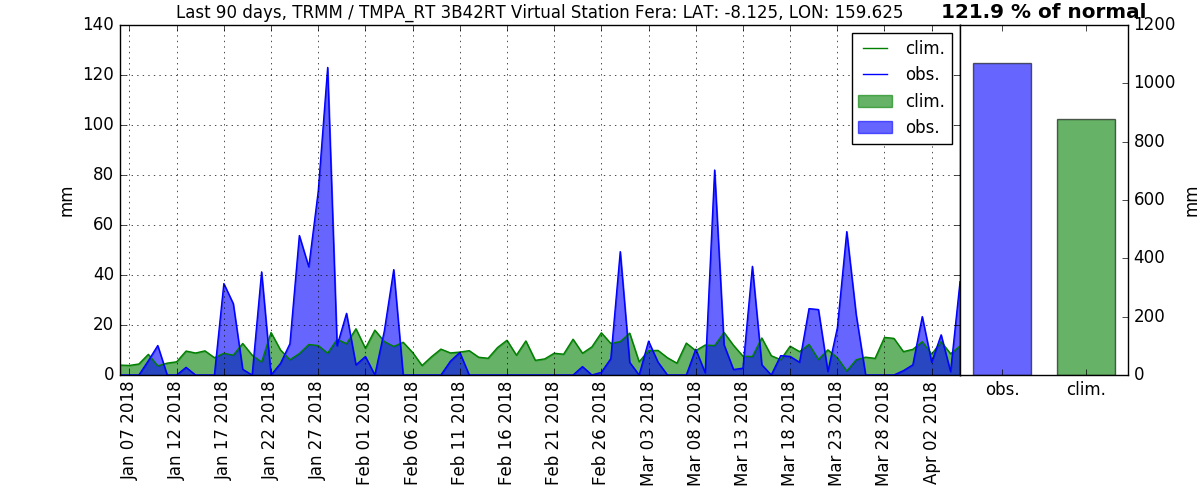 Last 90 days, TRMM / TMPA_RT 3B42RT Virtual Station Fera: LAT: -8.125, LON: 159.625
121.9 % of normal
140
120
100
80
60
40
20
0
mm
clim.
obs.
clim.
obs.
1200
1000
800
600
400
200
0
mm
Jan 07 2018
Jan 12 2018
Jan 17 2018
Jan 22 2018
Jan 27 2018
Feb 01 2018
Feb 06 2018
Feb 11 2018
Feb 16 2018
Feb 21 2018
Feb 26 2018
Mar 03 2018
Mar 08 2018
Mar 13 2018
Mar 18 2018
Mar 23 2018
Mar 28 2018
Apr 02 2018
obs.
clim.